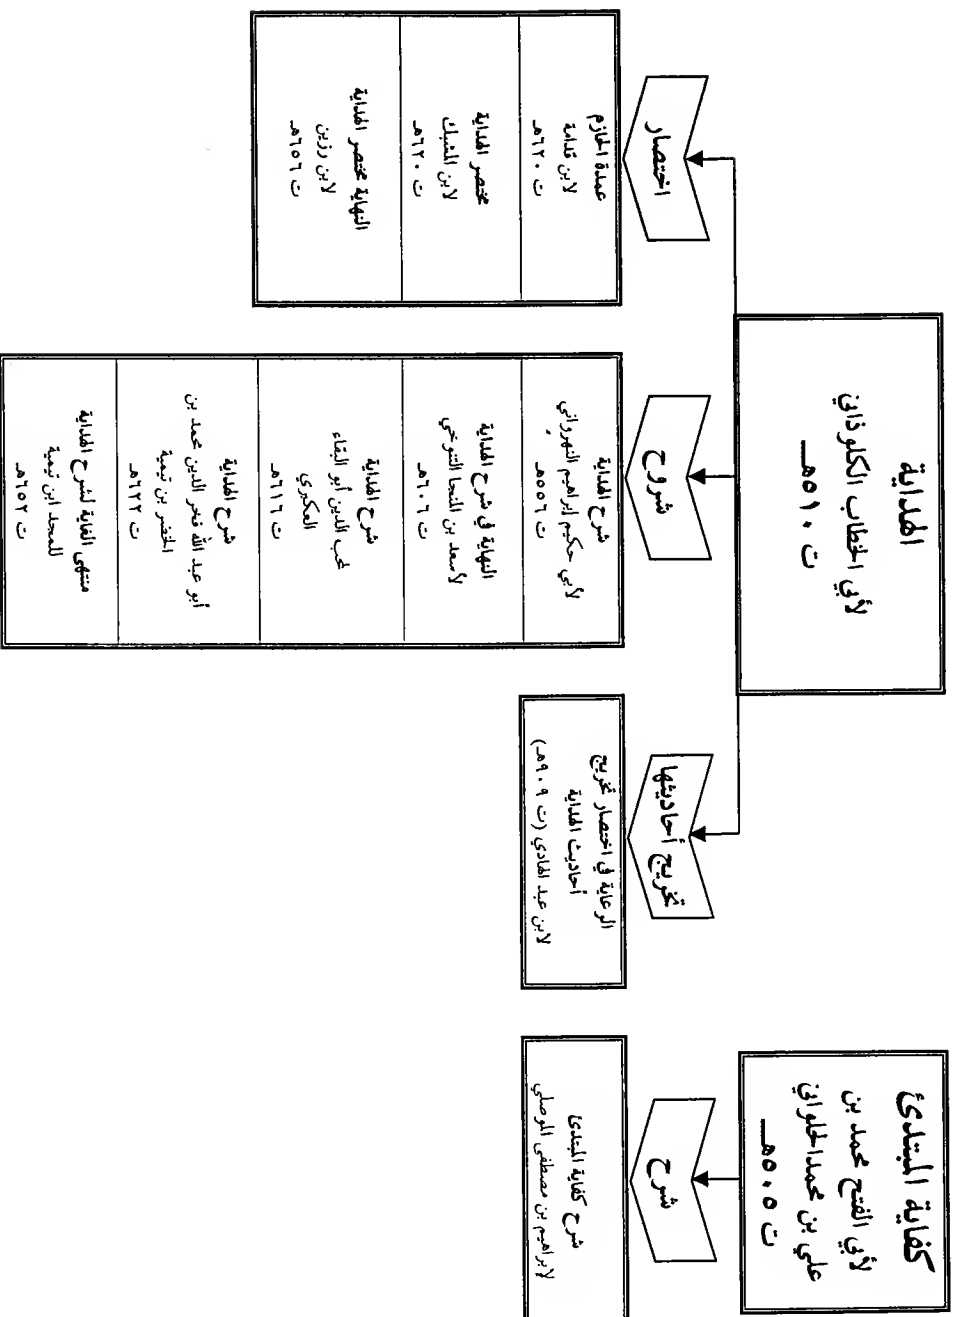 كفاية المبتدئ
لأبي الفتح محمد بن
علي بن محمد الحلواني
ت ٥٠٥هـ
شرح
شرح كفاية المبتدئ
لابراهيم بن مصطفى الموصلي
الهداية
لأبي الخطاب الكلوذاني
ت ٥١٠هـ
تخريج أحاديثها
الرعاية في اختصار تخريج
أحاديث الهداية
لابن عبد الهادي (ت ٩٠٩هـ)
شروح
شرح الهداية
لأبي حكيم إبراهيم النهرواني
ت ٥٥٦هـ
النهاية في شرح الهداية
لأسعد بن المنجا التنوخي
ت ٦٠٦هـ
شرح الهداية
لمحب الدين أبو البقاء
العكبري
ت ٦١٦هـ
شرح الهداية
أبو عبد الله فخر الدين محمد بن
الخضر بن تيمية
ت ٦٢٢هـ
منتهى الغاية لشرح الهداية
للمجد ابن تيمية
ت ٦٥٢هـ
اختصار
عمدة الحازم
لابن قدامة
ت ٦٢٠هـ
مختصر الهداية
لابن الشبك
ت ٦٢٠هـ
النهاية مختصر الهداية
لابن رزين
ت ٦٥٦هـ